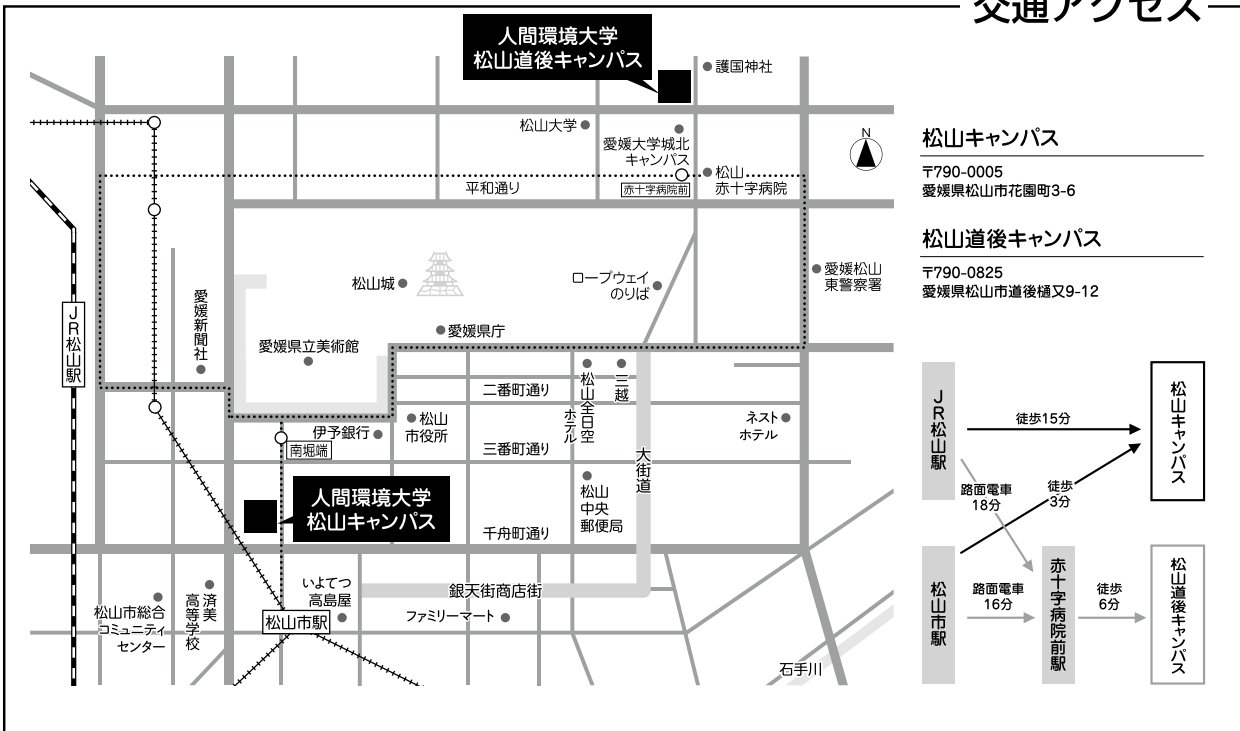 交通アクセス
人間環境大学
松山道後キャンパス
護国神社
松山大学
愛媛大学城北
キャンパス
N
松山
赤十字病院
赤十字病院前
平和通り
松山城
ロープウェイ
のりば
愛媛松山
東警察署
JR松山駅
愛媛新聞社
愛媛県庁
愛媛県立美術館
二番町通り
松山全日空
ホテル
三越
松山
市役所
伊予銀行
南堀端
三番町通り
大街道
ネスト
ホテル
人間環境大学
松山キャンパス
松山
中央
郵便局
千舟町通り
いよてつ
高島屋
銀天街商店街
ファミリーマート
松山市駅
済美
高等学校
松山市総合
コミュニティ
センター
石手川
松山キャンパス
〒790-0005
愛媛県松山市花園町3-6
松山道後キャンパス
〒790-0825
愛媛県松山市道後樋又9-12
JR松山駅
徒歩15分
松山キャンパス
路面電車
18分
徒歩
3分
松山市駅
路面電車
16分
赤十字病院前駅
徒歩
6分
松山道後キャンパス